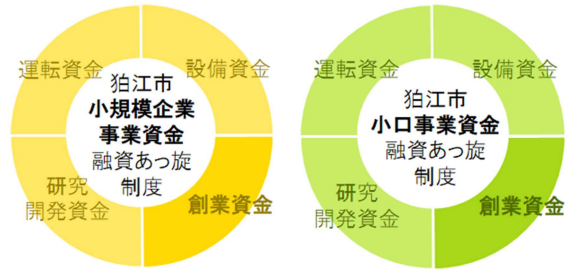 運転資金
設備資金
狛江市
小規模企業
事業資金
融資あっ旋
制度
研究
開発資金
創業資金
運転資金
設備資金
狛江市
小口事業資金
融資あっ旋
制度
研究
開発資金
創業資金